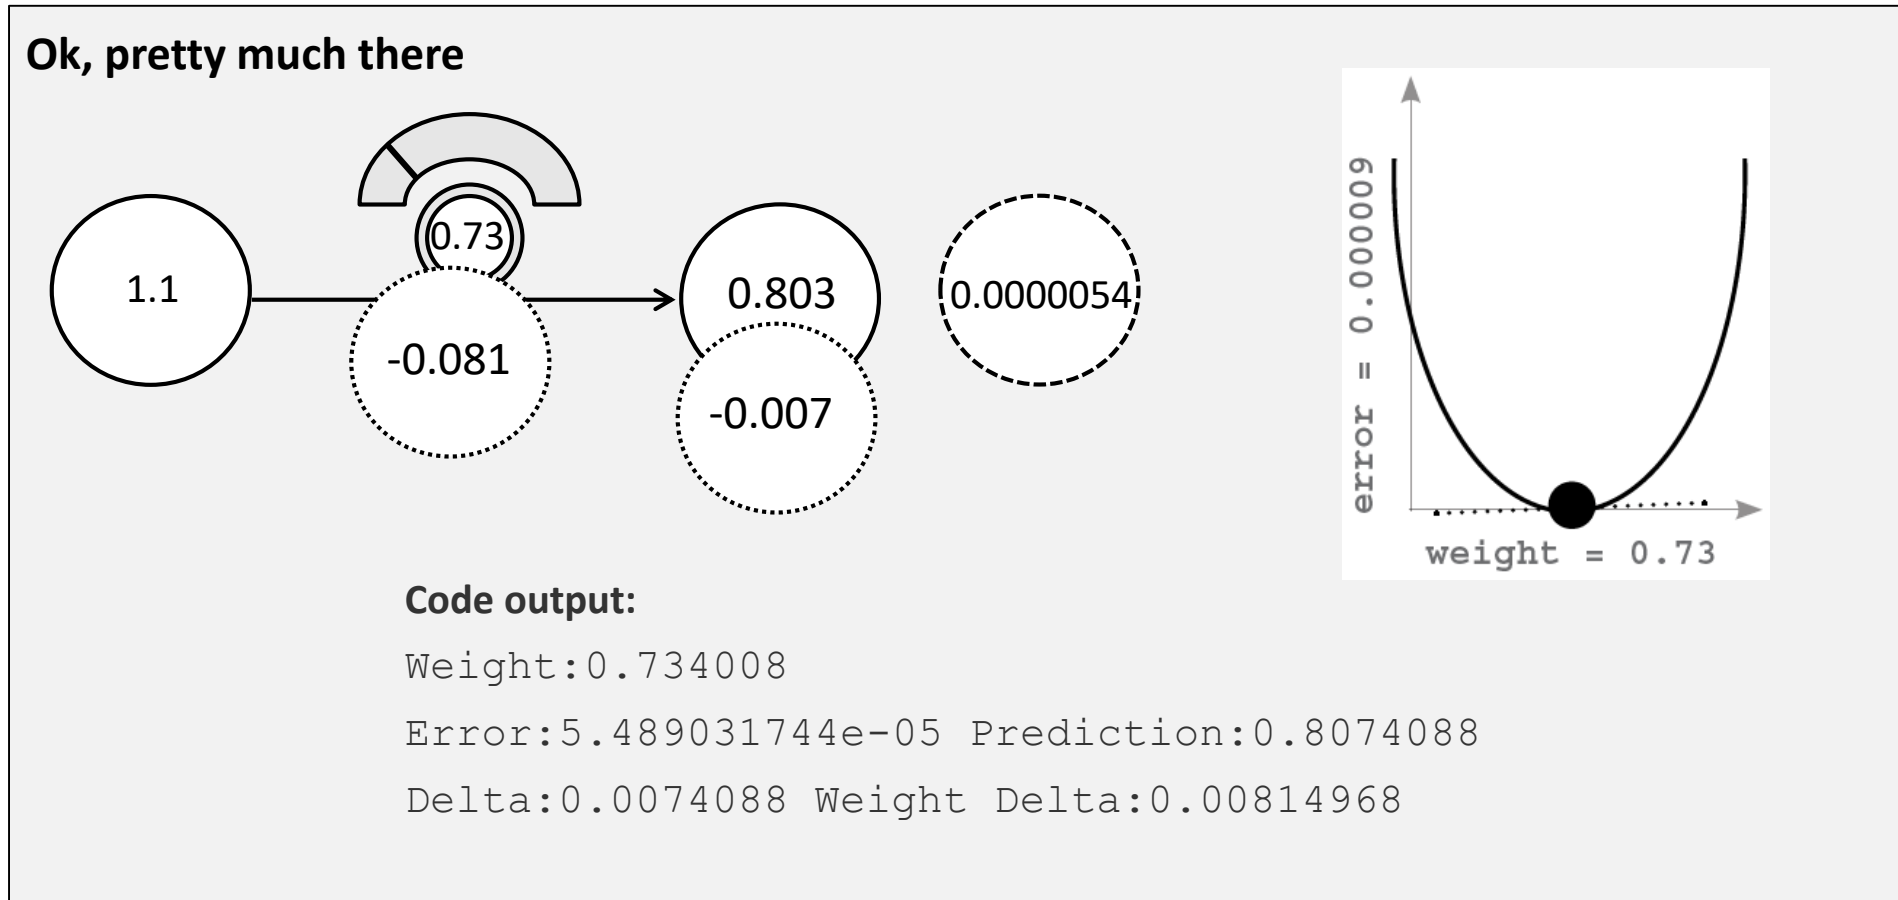 Ok, pretty much there
1.1
0.73
-0.081
0.803
-0.007
0.0000054
error = 0.000009
weight = 0.73
Code output:
Weight:0.734008
Error:5.489031744e-05 Prediction:0.8074088
Delta:0.0074088 Weight Delta:0.00814968